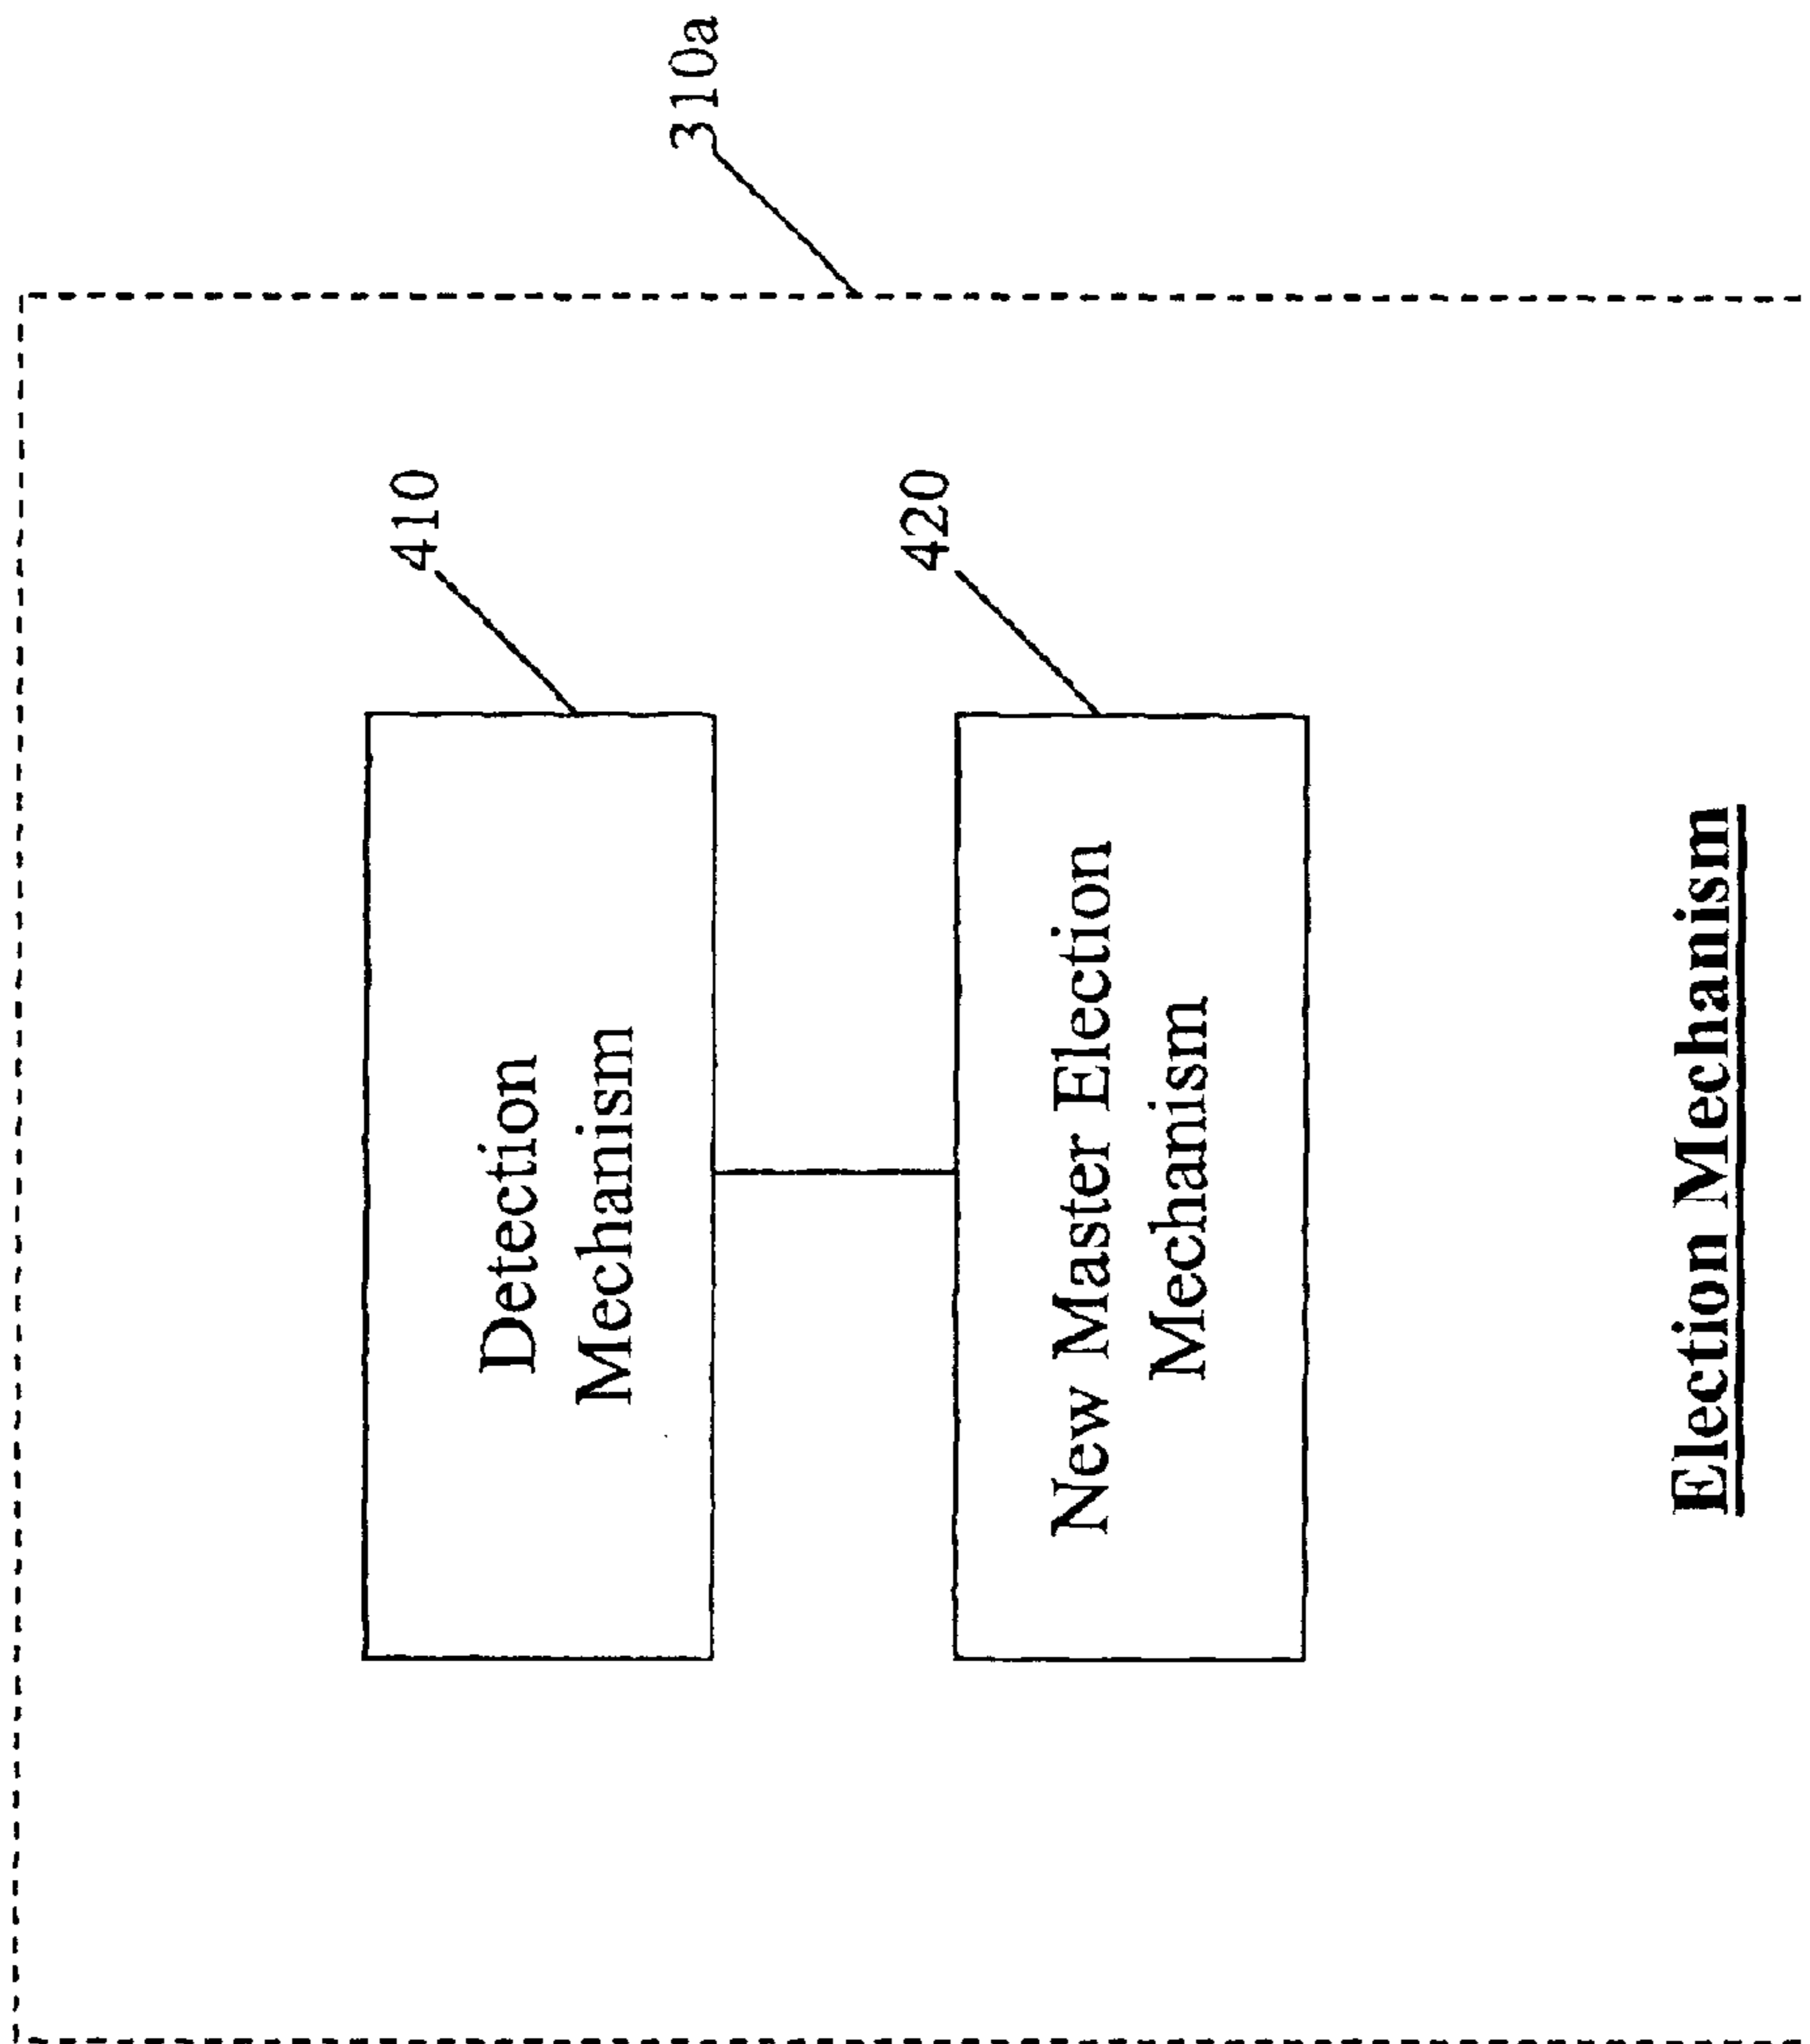 310a
410
Detection
Mechanism
420
New Master Election
Mechanism
Election Mechanism